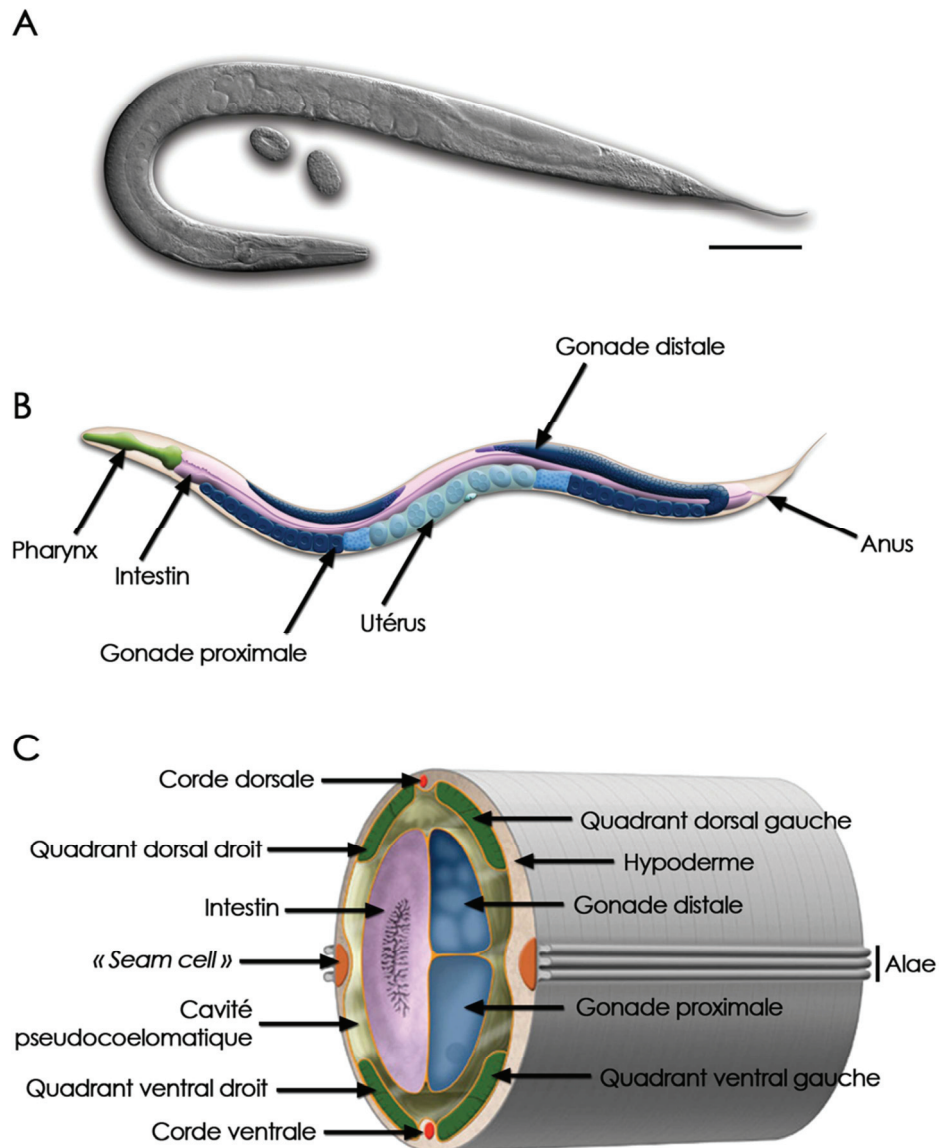 A
B
Gonade distale
Pharynx
Intestin
Gonade proximale
Utérus
Anus
C
Corde dorsale
Quadrant dorsal droit
Intestin
« Seam cell »
Cavité
pseudocoelomatique
Quadrant ventral droit
Corde ventrale
Quadrant dorsal gauche
Hypoderme
Gonade distale
Alae
Gonade proximale
Quadrant ventral gauche